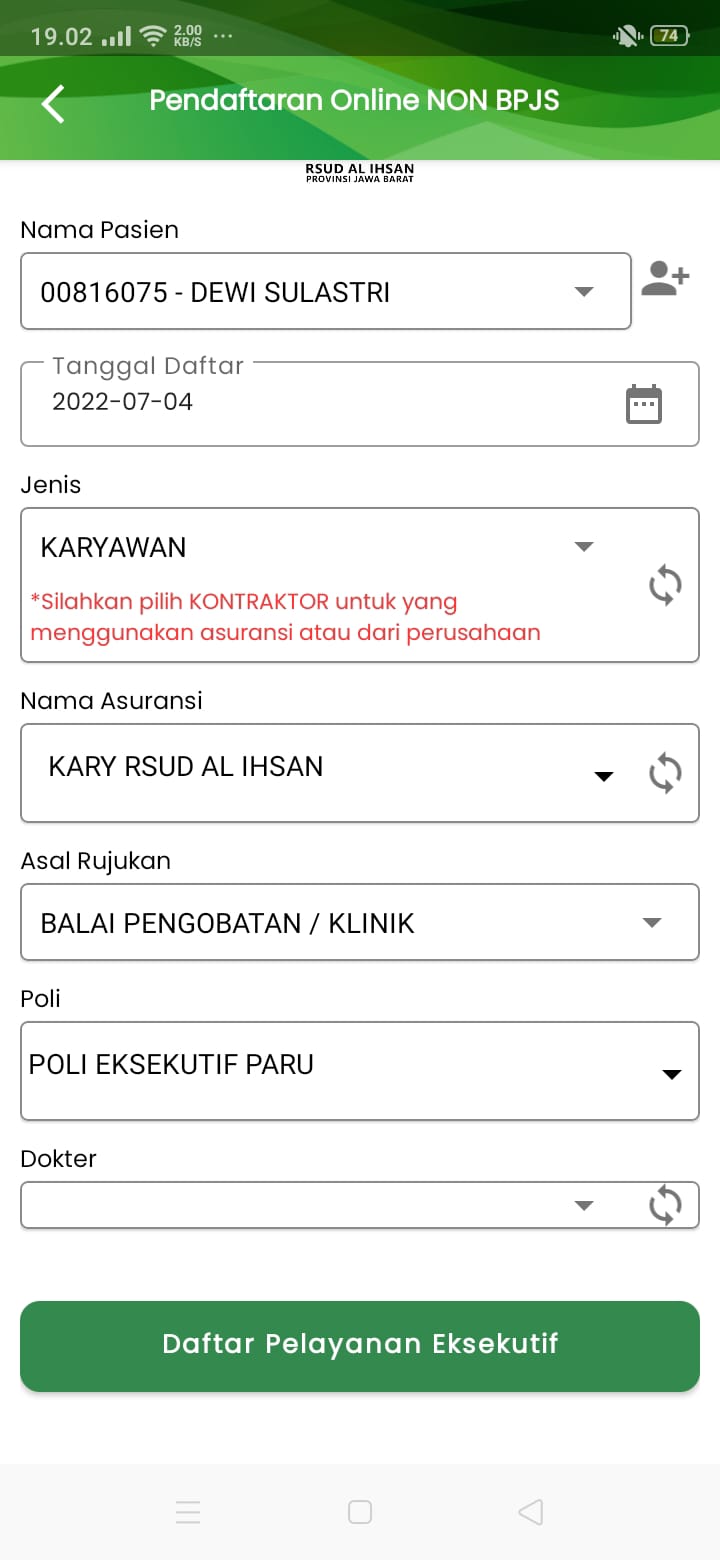 19.02 2.00 KB/S ... 74
Pendaftaran Online NON BPJS
RSUD AL IHSAN
PROVINSI JAWA BARAT
Nama Pasien
00816075 - DEWI SULASTRI
Tanggal Daftar
2022-07-04
Jenis
KARYAWAN
*Silahkan pilih KONTRAKTOR untuk yang
menggunakan asuransi atau dari perusahaan
Nama Asuransi
KARY RSUD AL IHSAN
Asal Rujukan
BALAI PENGOBATAN / KLINIK
Poli
POLI EKSEKUTIF PARU
Dokter
Daftar Pelayanan Eksekutif